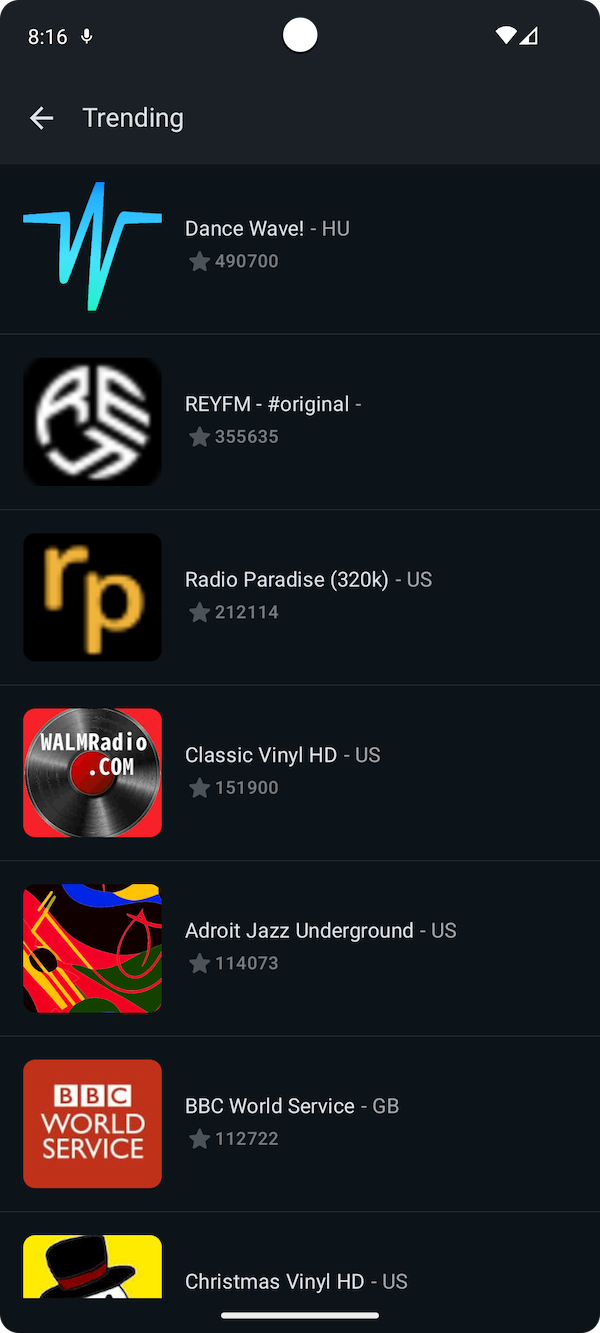 8:16
Trending
Dance Wave! - HU
490700
REYFM - #original -
355635
rp
Radio Paradise (320k) - US
212114
WALMRadio
.COM
Classic Vinyl HD - US
151900
Adroit Jazz Underground - US
114073
BBC
WORLD
SERVICE
BBC World Service - GB
112722
Christmas Vinyl HD - US